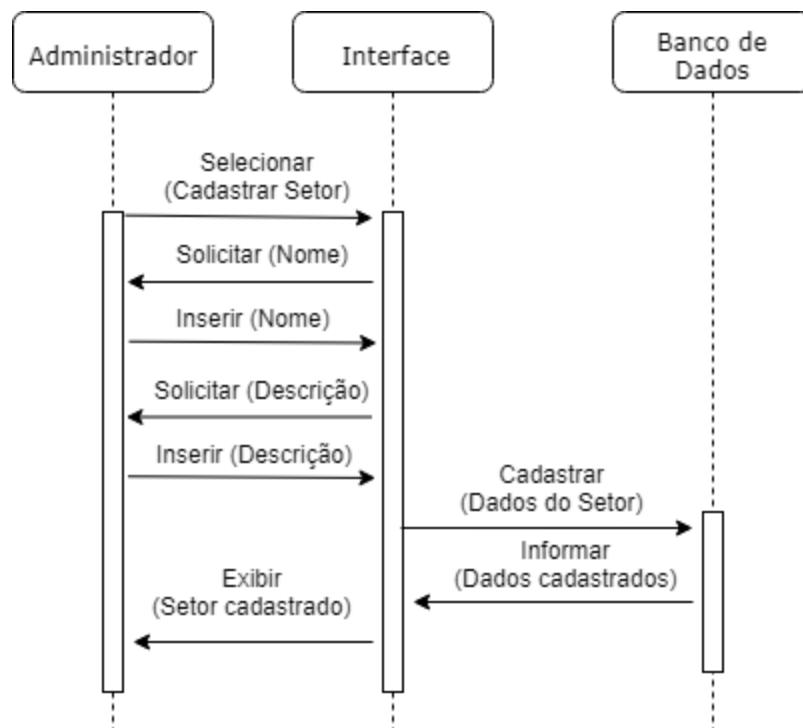 Administrador
Interface
Banco de
Dados
Selecionar
(Cadastrar Setor)
Solicitar (Nome)
Inserir (Nome)
Solicitar (Descrição)
Inserir (Descrição)
Cadastrar
(Dados do Setor)
Informar
(Dados cadastrados)
Exibir
(Setor cadastrado)